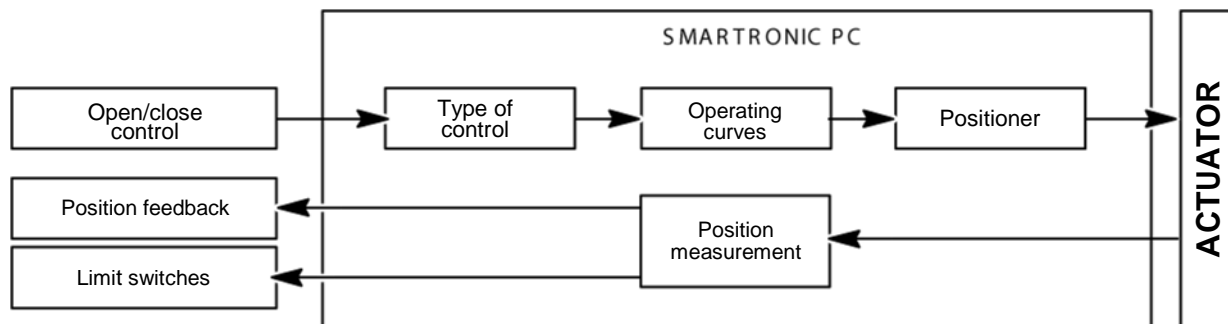 SMARTRONIC PC
Open/close
control
Type of
control
Operating
curves
Positioner
ACTUATOR
Position feedback
Position
measurement
Limit switches